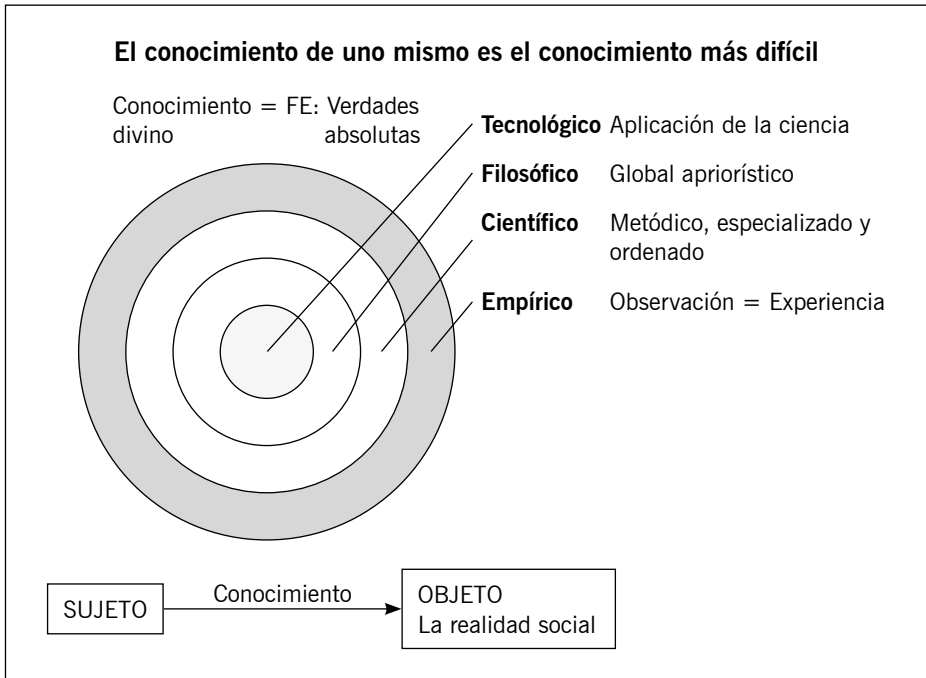 El conocimiento de uno mismo es el conocimiento más difícil
Conocimiento = FE: Verdades
divino absolutas
Tecnológico Aplicación de la ciencia
Filosófico Global apriorístico
Científico Metódico, especializado y
ordenado
Empírico Observación = Experiencia
SUJETO
Conocimiento
OBJETO
La realidad social